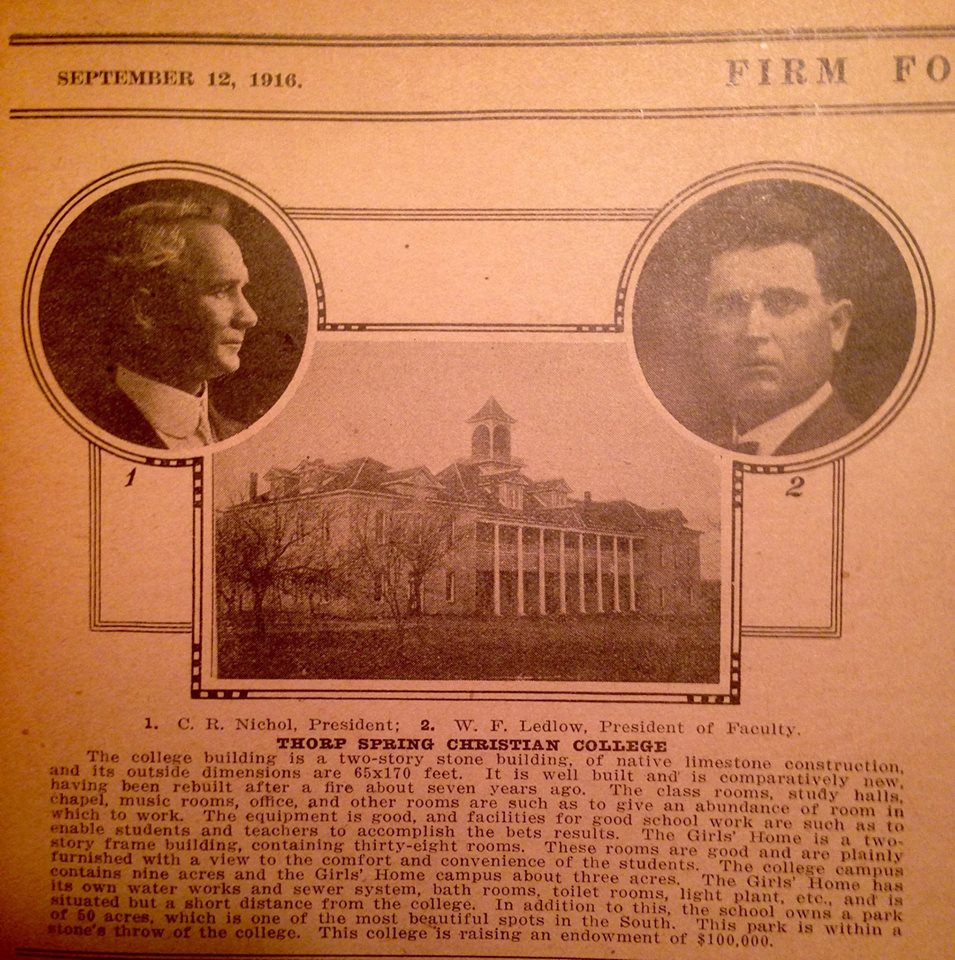 SEPTEMBER 12, 1916.
FIRM FO
1
2
1. C. R. Nichol, President; 2. W. F. Ledlow, President of Faculty.
THORP SPRING CHRISTIAN COLLEGE
The college building is a two-story stone building, of native limestone construction,
and its outside dimensions are 65x170 feet. It is well built and is comparatively new,
having been rebuilt after a fire about seven years ago. The class rooms, study halls,
chapel, music rooms, office, and other rooms are such as to give an abundance of room in
which to work. The equipment is good, and facilities for good school work are such as to
enable students and teachers to accomplish the bets results. The Girls' Home is a two-
story frame building, containing thirty-eight rooms. These rooms are good and are plainly
furnished with a view to the comfort and convenience of the students. The college campus
contains nine acres and the Girls' Home campus about three acres. The Girls' Home has
its own water works and sewer system, bath rooms, toilet rooms, light plant, etc., and is
situated but a short distance from the college. In addition to this, the school owns a park
of 50 acres, which is one of the most beautiful spots in the South. This park is within a
stone's throw of the college. This college is raising an endowment of $100,000.